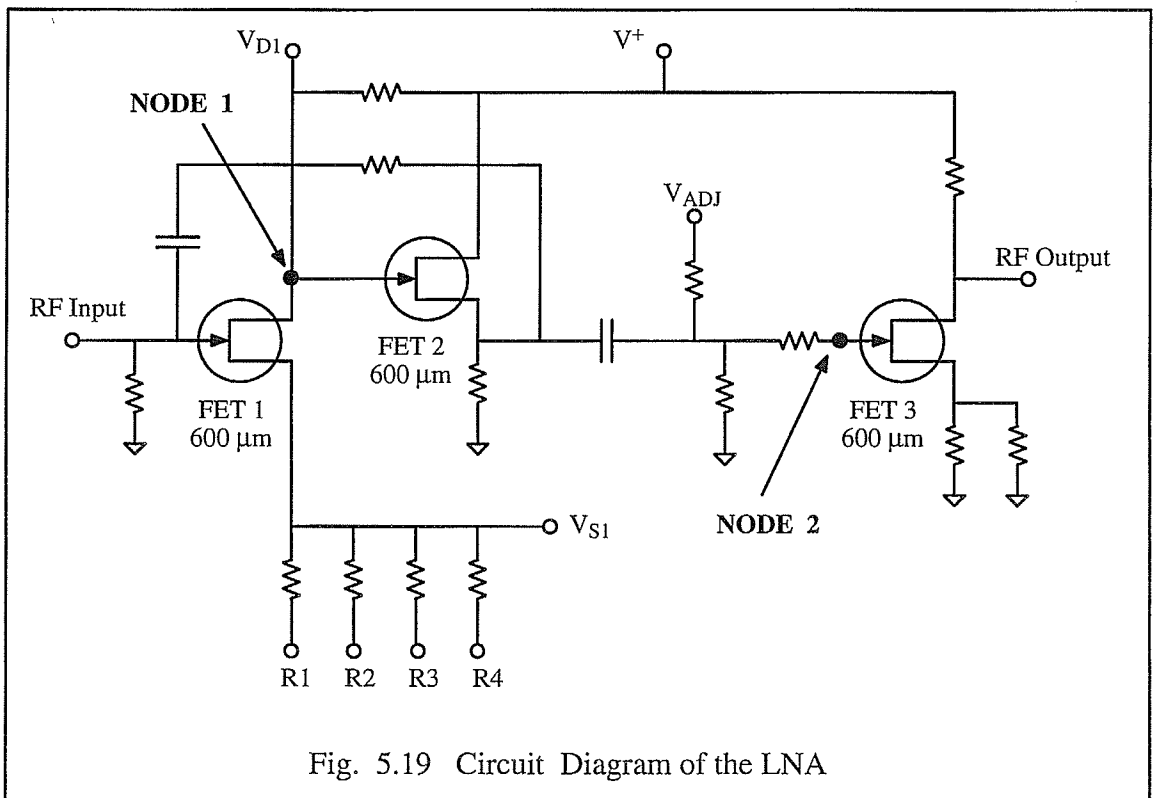 V_D1
V+
NODE 1
V_ADJ
RF Output
RF Input
FET 2
600 μm
FET 1
600 μm
FET 3
600 μm
NODE 2
V_S1
R1 R2 R3 R4
Fig. 5.19 Circuit Diagram of the LNA